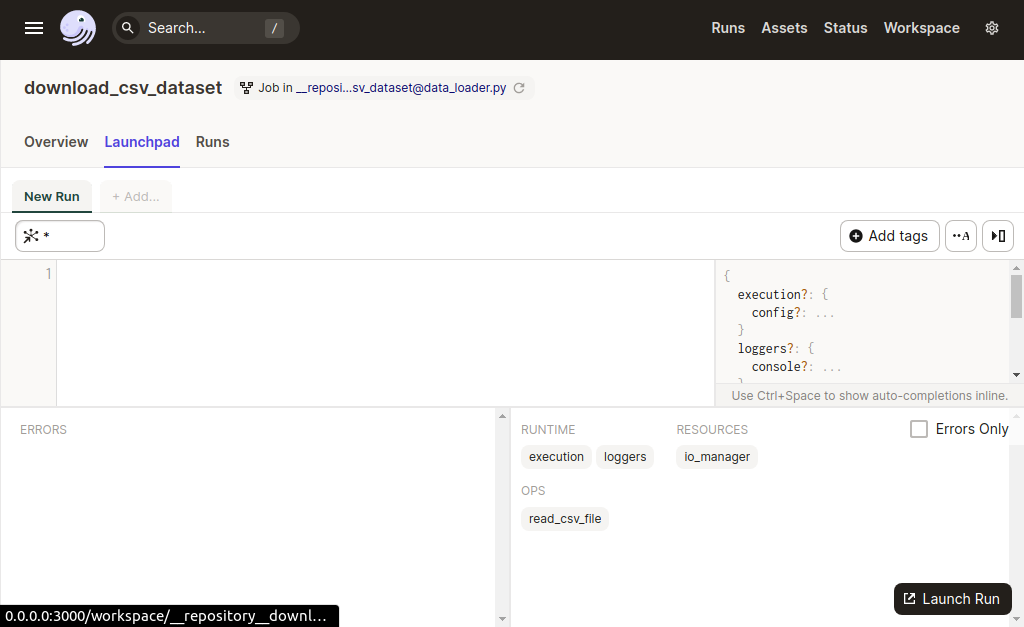 Search... /
Runs Assets Status Workspace
download_csv_dataset Job in __reposi...sv_dataset@data_loader.py
Overview Launchpad Runs
New Run + Add...
* Add tags ··A
1
{
execution?: {
config?: ...
}
loggers?: {
console?: ...
}
Use Ctrl+Space to show auto-completions inline.
ERRORS
RUNTIME RESOURCES Errors Only
execution loggers io_manager
OPS
read_csv_file
Launch Run
0.0.0.0:3000/workspace/__repository__downl...